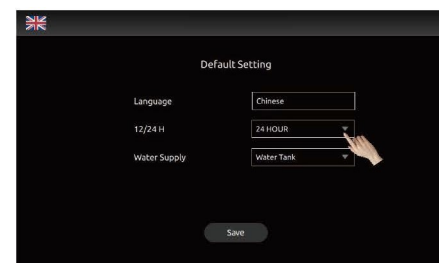 Default Setting
Language Chinese
12/24 H 24 HOUR
Water Supply Water Tank
Save